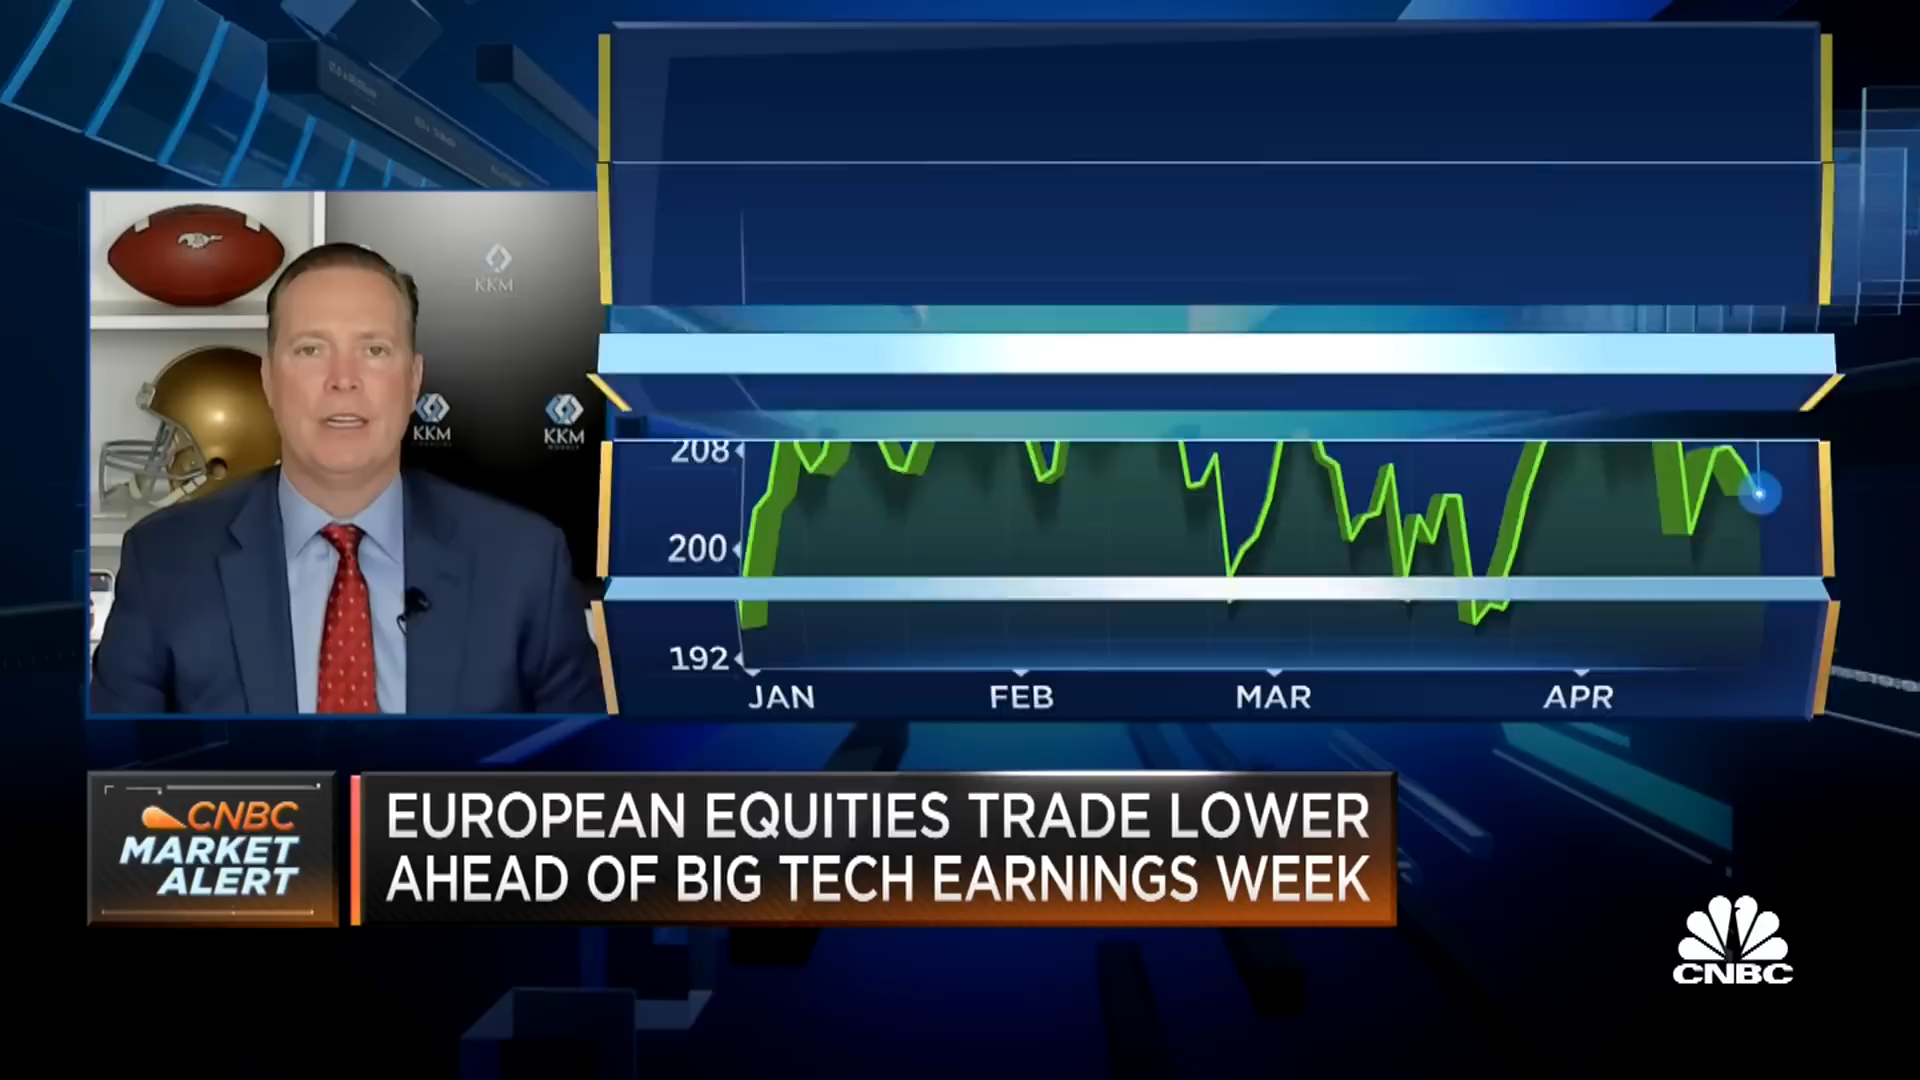 KKM
KKM
KKM
208
200
192
JAN
FEB
MAR
APR
CNBC
MARKET
ALERT
EUROPEAN EQUITIES TRADE LOWER
AHEAD OF BIG TECH EARNINGS WEEK
CNBC